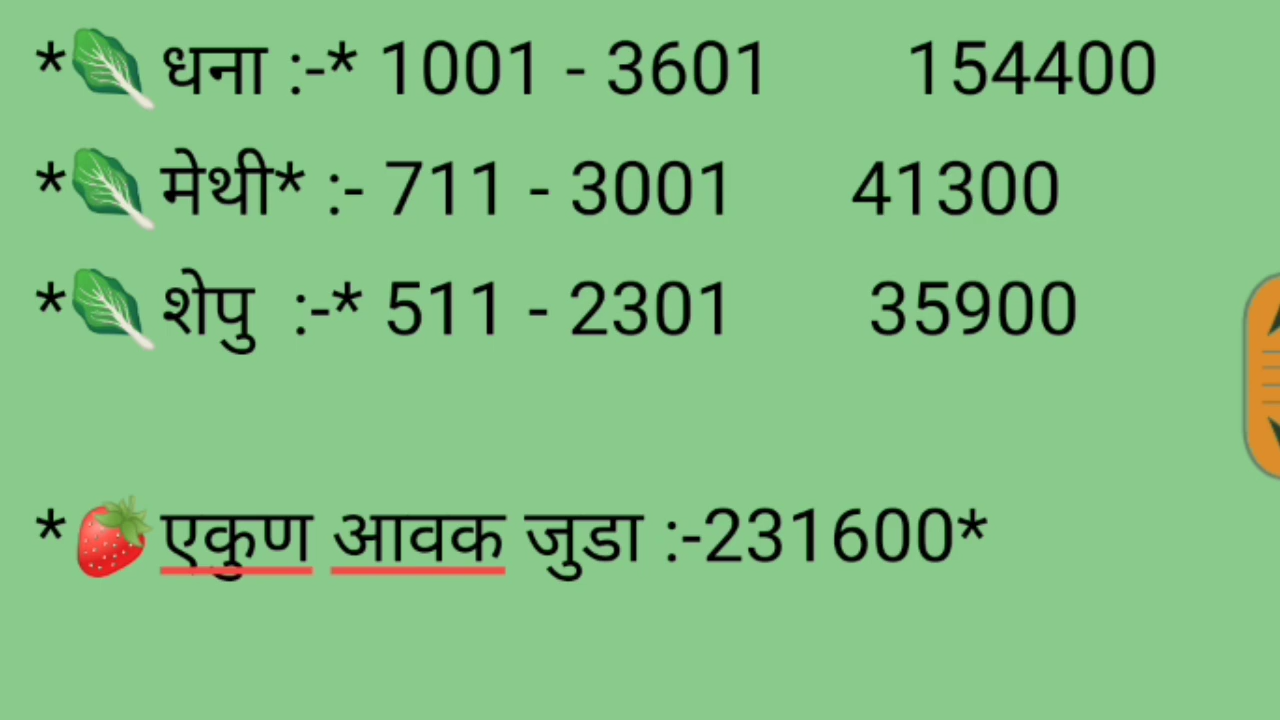 *🥬 धना :-* 1001 - 3601 154400
*🥬 मेथी* :- 711 - 3001 41300
*🥬 शेपु :-* 511 - 2301 35900
*🍓 एकुण आवक जुडा :-231600*